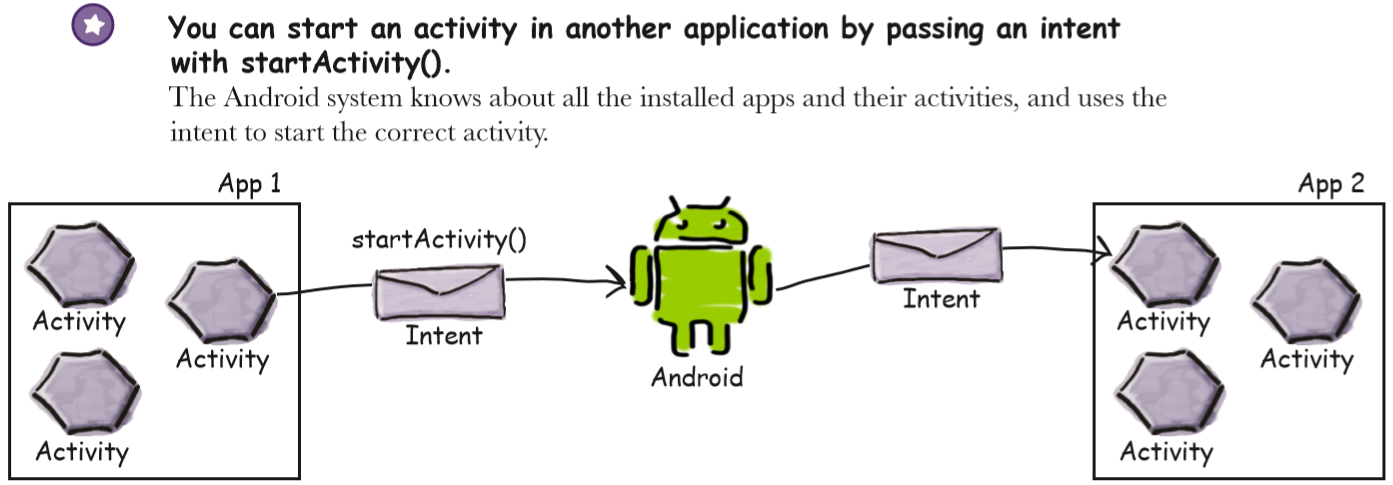 You can start an activity in another application by passing an intent
with startActivity().
The Android system knows about all the installed apps and their activities, and uses the
intent to start the correct activity.
App 1
App 2
startActivity()
Intent
Intent
Activity
Activity
Activity
Android
Activity
Activity
Activity